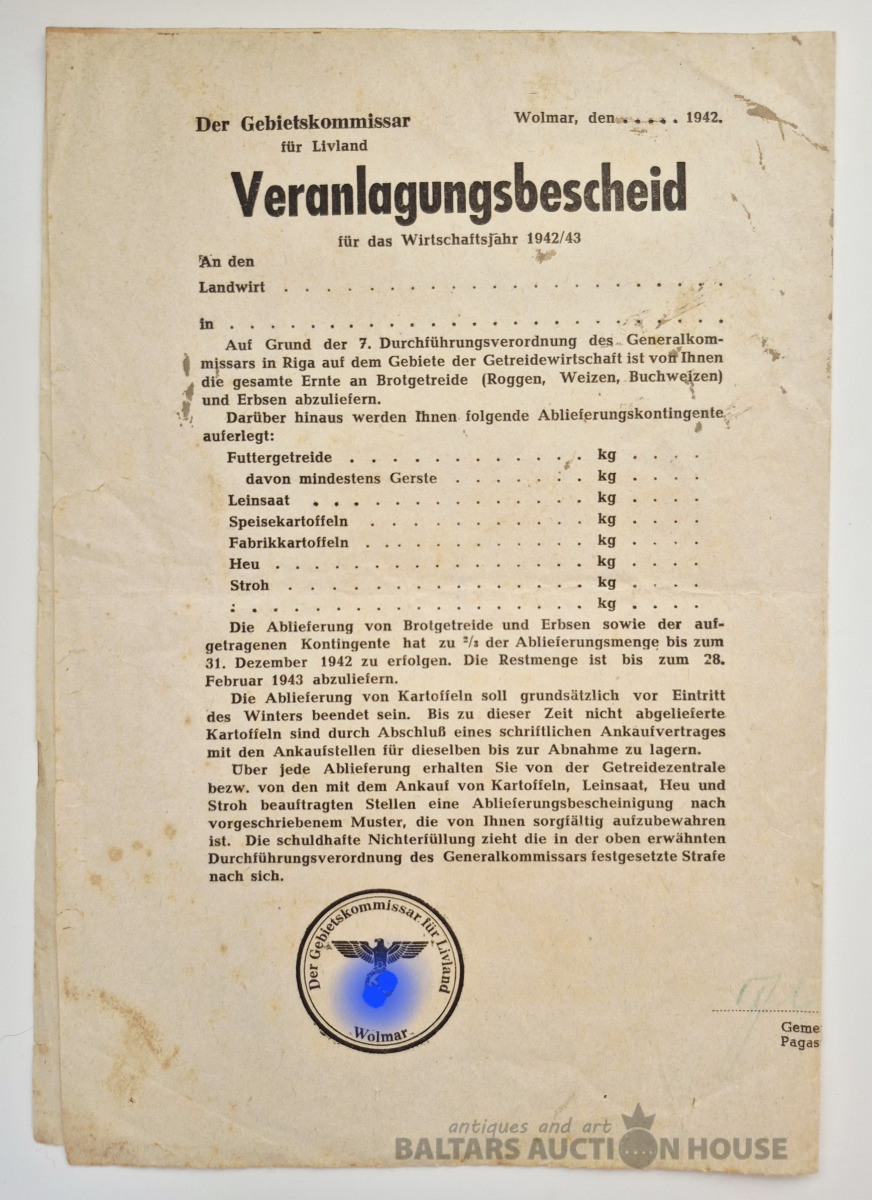 Der Gebietskommissar
für Livland
Wolmar, den . . . . . 1942.
Veranlagungsbescheid
für das Wirtschaftsjahr 1942/43
An den
Landwirt . . . . . . . . . . . . . . . . . . . . .
in . . . . . . . . . . . . . . . . . . . . . . . .
Auf Grund der 7. Durchführungsverordnung des Generalkom-
missars in Riga auf dem Gebiete der Getreidewirtschaft ist von Ihnen
die gesamte Ernte an Brotgetreide (Roggen, Weizen, Buchweizen)
und Erbsen abzuliefern.
Darüber hinaus werden Ihnen folgende Ablieferungskontingente
auferlegt:
Futtergetreide . . . . . . . . . . . . kg . . . .
davon mindestens Gerste . . . . . . . kg . . . .
Leinsaat . . . . . . . . . . . . . kg . . . .
Speisekartoffeln . . . . . . . . . . . kg . . . .
Fabrikkartoffeln . . . . . . . . . . . kg . . . .
Heu . . . . . . . . . . . . . . . kg . . . .
Stroh . . . . . . . . . . . . . . kg . . . .
: . . . . . . . . . . . . . . . . kg . . . .
Die Ablieferung von Brotgetreide und Erbsen sowie der auf-
getragenen Kontingente hat zu ²/₃ der Ablieferungsmenge bis zum
31. Dezember 1942 zu erfolgen. Die Restmenge ist bis zum 28.
Februar 1943 abzuliefern.
Die Ablieferung von Kartoffeln soll grundsätzlich vor Eintritt
des Winters beendet sein. Bis zu dieser Zeit nicht abgelieferte
Kartoffeln sind durch Abschluß eines schriftlichen Ankaufvertrages
mit den Ankaufstellen für dieselben bis zur Abnahme zu lagern.
Über jede Ablieferung erhalten Sie von der Getreidezentrale
bezw. von den mit dem Ankauf von Kartoffeln, Leinsaat, Heu und
Stroh beauftragten Stellen eine Ablieferungsbescheinigung nach
vorgeschriebenem Muster, die von Ihnen sorgfältig aufzubewahren
ist. Die schuldhafte Nichterfüllung zieht die in der oben erwähnten
Durchführungsverordnung des Generalkommissars festgesetzte Strafe
nach sich.
Der Gebietskommissar für Livland
Wolmar
Geme
Pagas
antiques and art
BALTARS AUCTION HOUSE